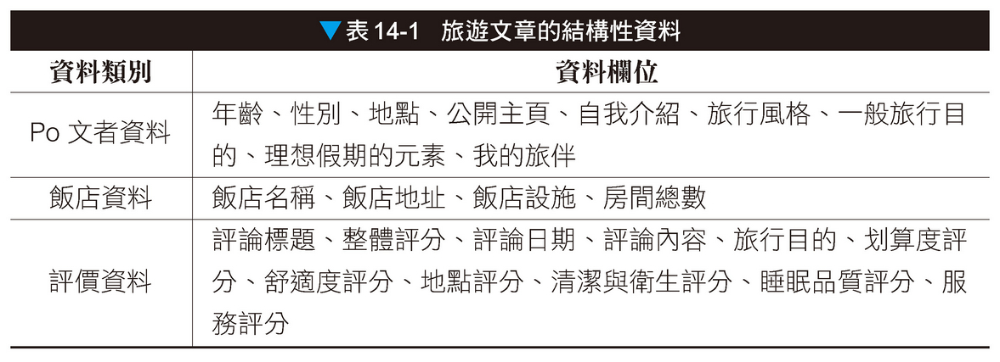 ▼表 14-1 旅遊文章的結構性資料
資料類別 資料欄位
Po 文者資料
年齡、性別、地點、公開主頁、自我介紹、旅行風格、一般旅行目
的、理想假期的元素、我的旅伴
飯店資料 飯店名稱、飯店地址、飯店設施、房間總數
評價資料
評論標題、整體評分、評論日期、評論內容、旅行目的、划算度評
分、舒適度評分、地點評分、清潔與衛生評分、睡眠品質評分、服
務評分